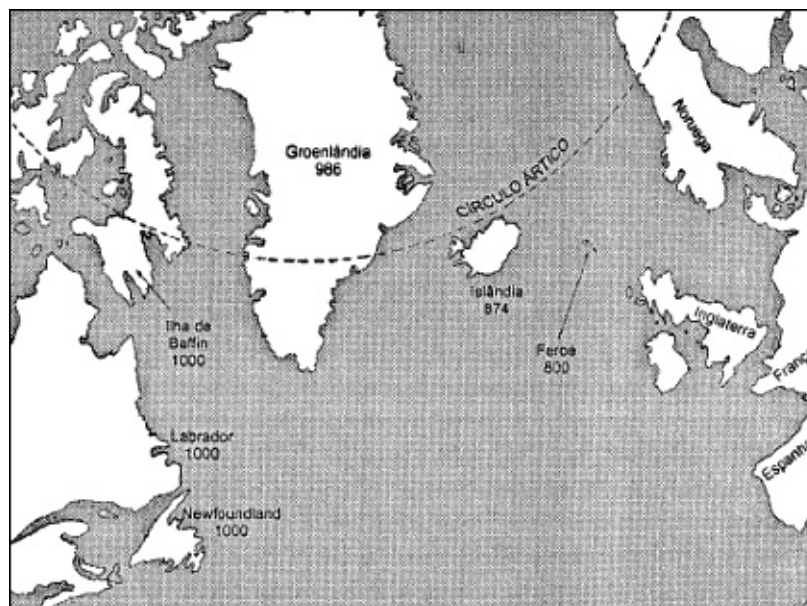 Groenlândia
986
CÍRCULO ÁRTICO
Noruega
Islândia
874
Feroe
800
Inglaterra
França
Espanha
Ilha de
Baffin
1000
Labrador
1000
Newfoundland
1000